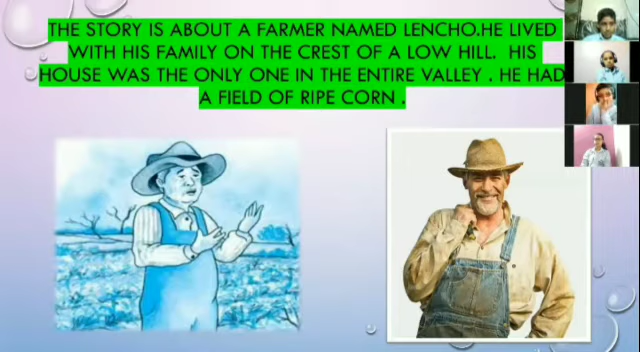 THE STORY IS ABOUT A FARMER NAMED LENCHO.HE LIVED
WITH HIS FAMILY ON THE CREST OF A LOW HILL. HIS
HOUSE WAS THE ONLY ONE IN THE ENTIRE VALLEY . HE HAD
A FIELD OF RIPE CORN .